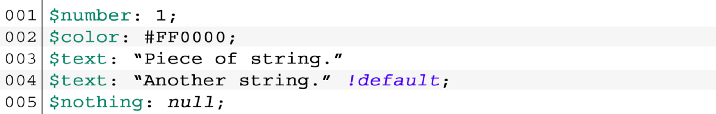 001 $number: 1;
002 $color: #FF0000;
003 $text: “Piece of string.”
004 $text: “Another string.” !default;
005 $nothing: null;